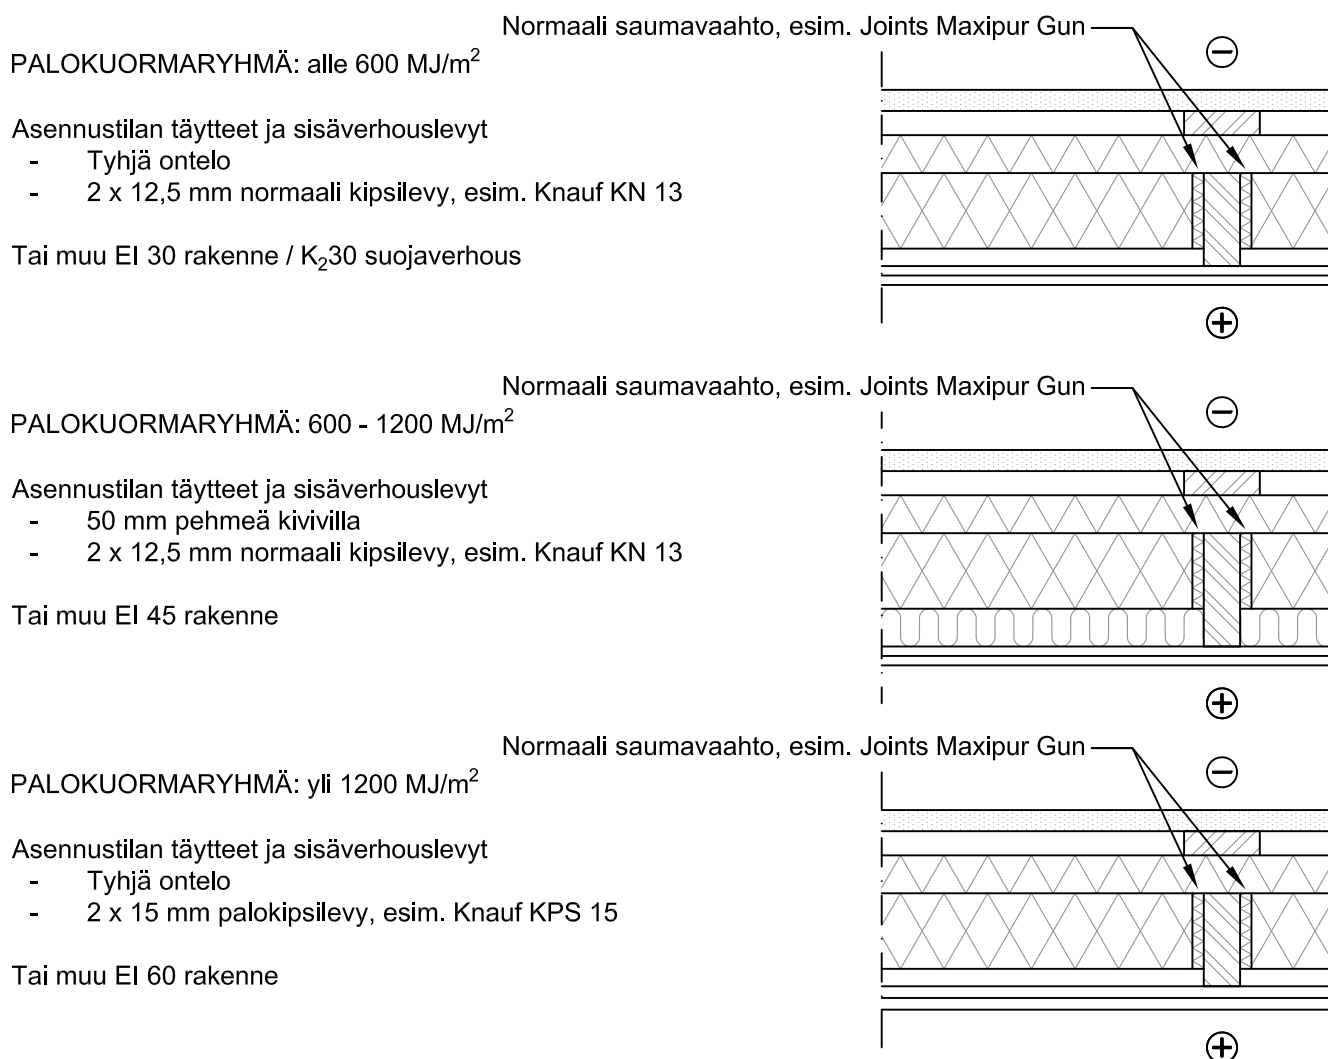 Normaali saumavaahto, esim. Joints Maxipur Gun
PALOKUORMARYHMÄ: alle 600 MJ/m²
Asennustilan täytteet ja sisäverhouslevyt
- Tyhjä ontelo
- 2 x 12,5 mm normaali kipsilevy, esim. Knauf KN 13
Tai muu EI 30 rakenne / K₂30 suojaverhous
Normaali saumavaahto, esim. Joints Maxipur Gun
PALOKUORMARYHMÄ: 600 - 1200 MJ/m²
Asennustilan täytteet ja sisäverhouslevyt
- 50 mm pehmeä kivivilla
- 2 x 12,5 mm normaali kipsilevy, esim. Knauf KN 13
Tai muu EI 45 rakenne
Normaali saumavaahto, esim. Joints Maxipur Gun
PALOKUORMARYHMÄ: yli 1200 MJ/m²
Asennustilan täytteet ja sisäverhouslevyt
- Tyhjä ontelo
- 2 x 15 mm palokipsilevy, esim. Knauf KPS 15
Tai muu EI 60 rakenne